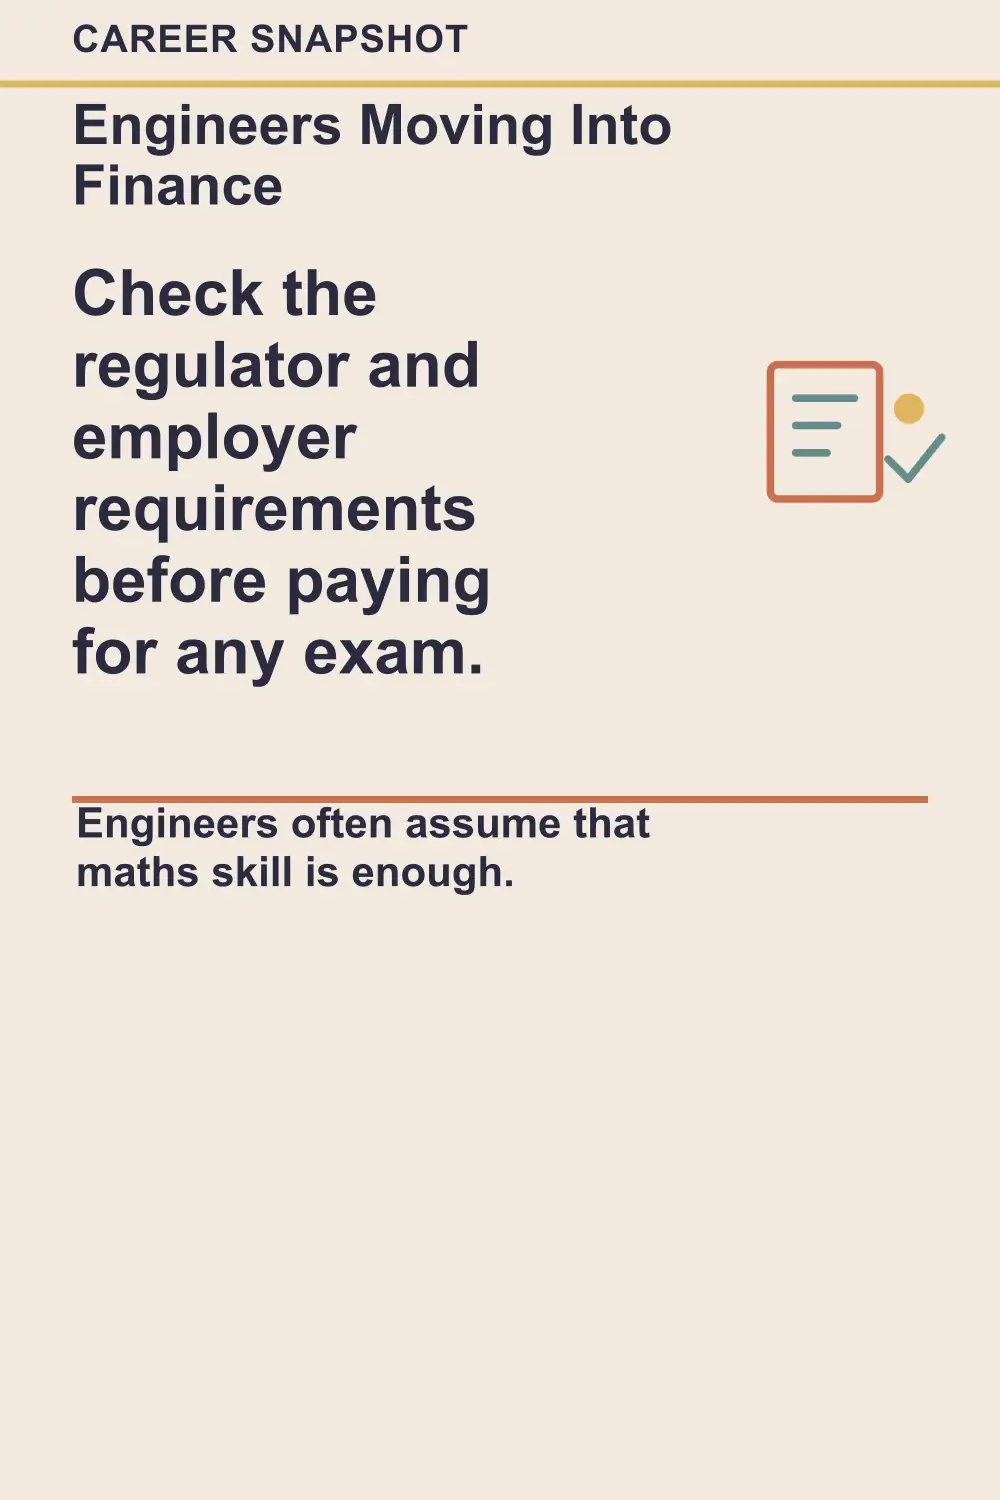 CAREER SNAPSHOT
Engineers Moving Into
Finance
Check the
regulator and
employer
requirements
before paying
for any exam.
Engineers often assume that
maths skill is enough.